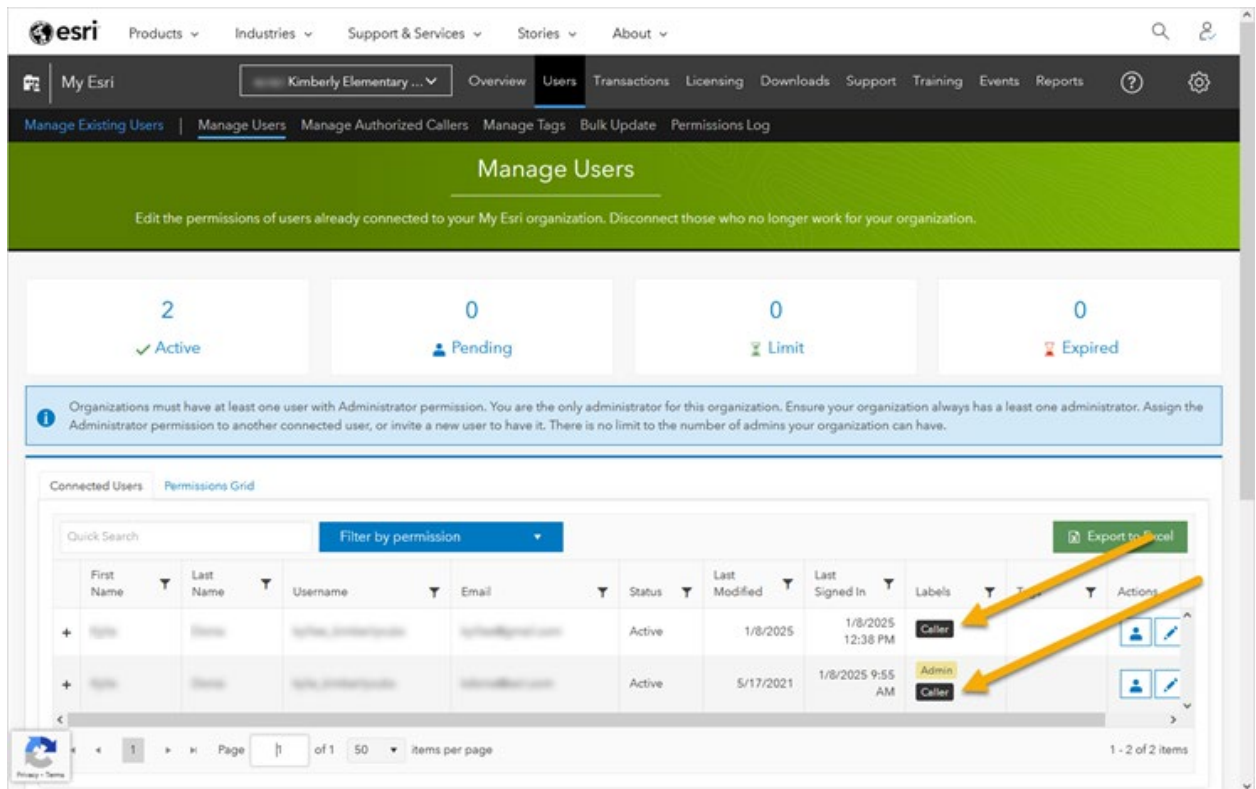 esri Products Industries Support & Services Stories About
My Esri Kimberly Elementary ... Overview Users Transactions Licensing Downloads Support Training Events Reports
Manage Existing Users | Manage Users Manage Authorized Callers Manage Tags Bulk Update Permissions Log
Manage Users
Edit the permissions of users already connected to your My Esri organization. Disconnect those who no longer work for your organization.
2 0 0 0
Active Pending Limit Expired
Organizations must have at least one user with Administrator permission. You are the only administrator for this organization. Ensure your organization always has a least one administrator. Assign the
Administrator permission to another connected user, or invite a new user to have it. There is no limit to the number of admins your organization can have.
Connected Users Permissions Grid
Quick Search Filter by permission Export to Excel
First Name Last Name Username Email Status Last Modified Last Signed In Labels Actions
+ Active 1/8/2025 1/8/2025 12:38 PM Caller
+ Active 5/17/2021 1/8/2025 9:55 AM Admin Caller
1 Page 1 of 1 50 items per page 1 - 2 of 2 items
Privacy - Terms